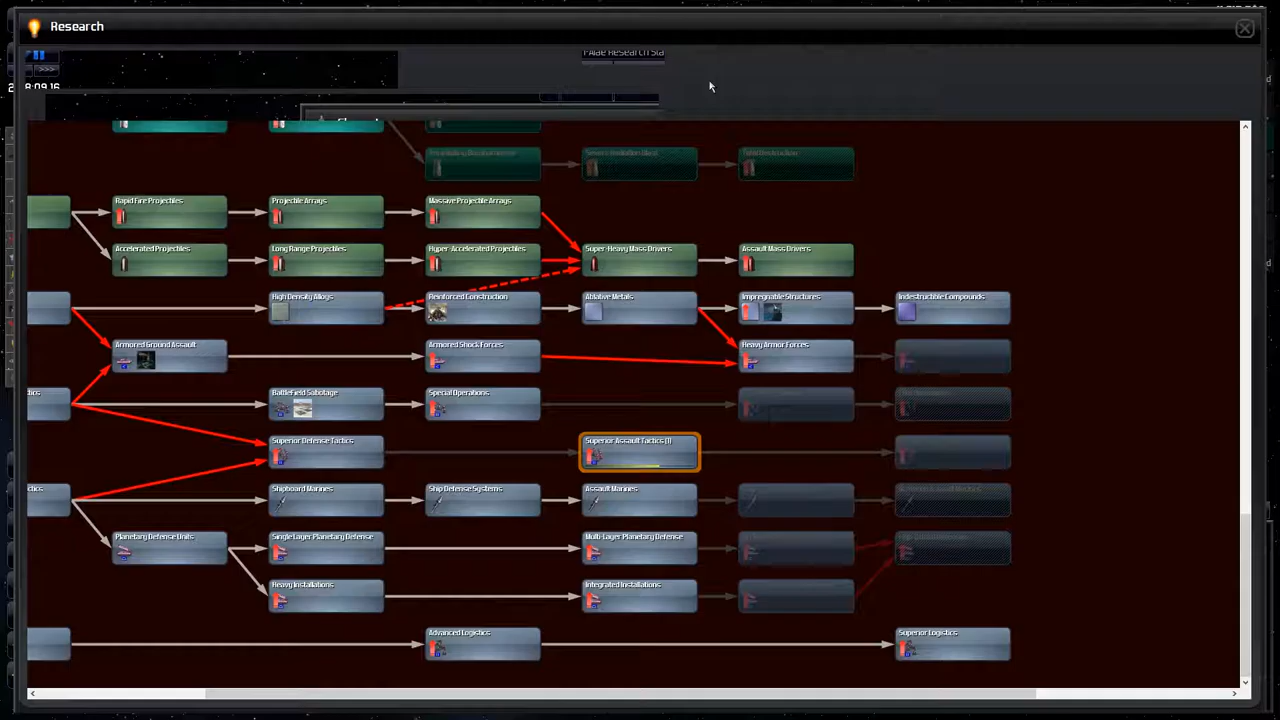 Research
>>>
Rapid Fire Projectiles
Projectile Arrays
Massive Projectile Arrays
Accelerated Projectiles
Long Range Projectiles
Hyper-Accelerated Projectiles
Super-Heavy Mass Drivers
Assault Mass Drivers
High Density Alloys
Reinforced Construction
Ablative Metals
Impregnable Structures
Indestructible Compounds
Armored Ground Assault
Armored Shock Forces
Heavy Armor Forces
tics
Battlefield Sabotage
Special Operations
Superior Defense Tactics
Superior Assault Tactics (!)
tics
Shipboard Marines
Ship Defense Systems
Assault Marines
Planetary Defense Units
Single Layer Planetary Defense
Multi-Layer Planetary Defense
Heavy Installations
Integrated Installations
Advanced Logistics
Superior Logistics